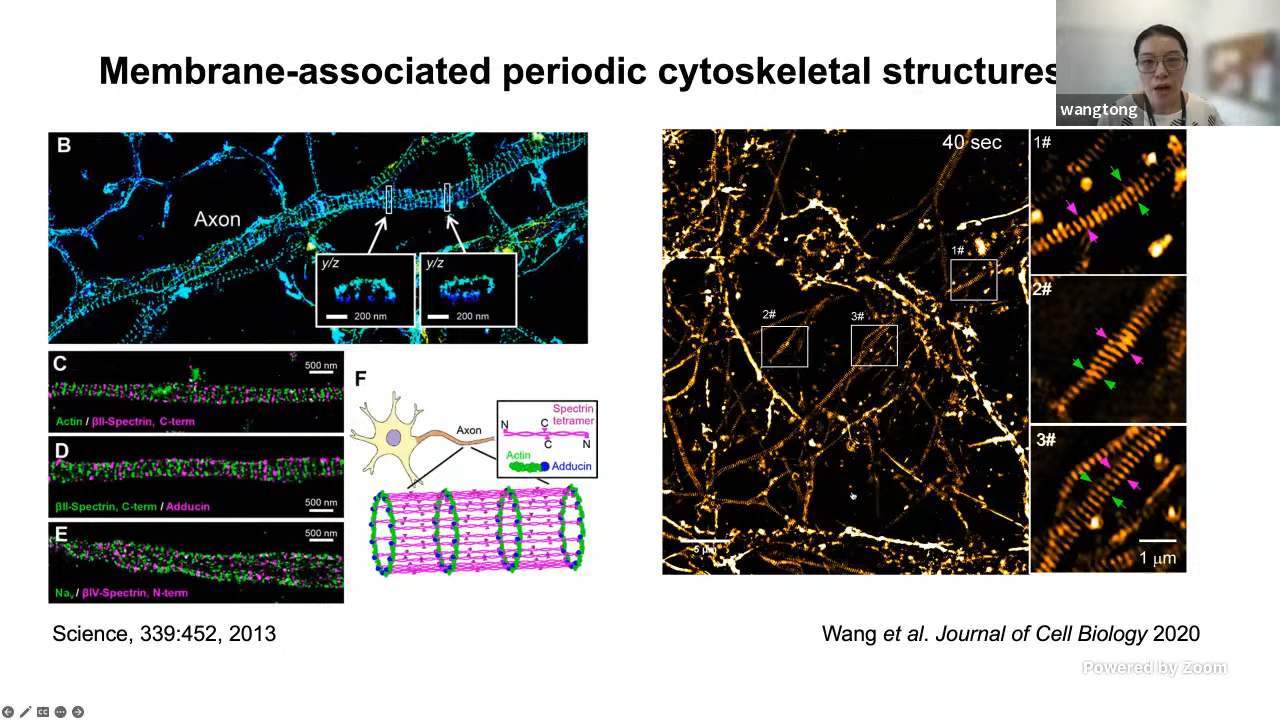 Membrane-associated periodic cytoskeletal structures
wangtong
B
Axon
y/z
200 nm
y/z
200 nm
C
500 nm
Actin / βII-Spectrin, C-term
D
500 nm
βII-Spectrin, C-term / Adducin
E
500 nm
Nav / βIV-Spectrin, N-term
F
Axon
Spectrin
tetramer
N
C
C
N
Actin
Adducin
40 sec
1#
2#
3#
5 μm
1#
2#
3#
1 μm
Science, 339:452, 2013
Wang et al. Journal of Cell Biology 2020
Powered by Zoom
CC